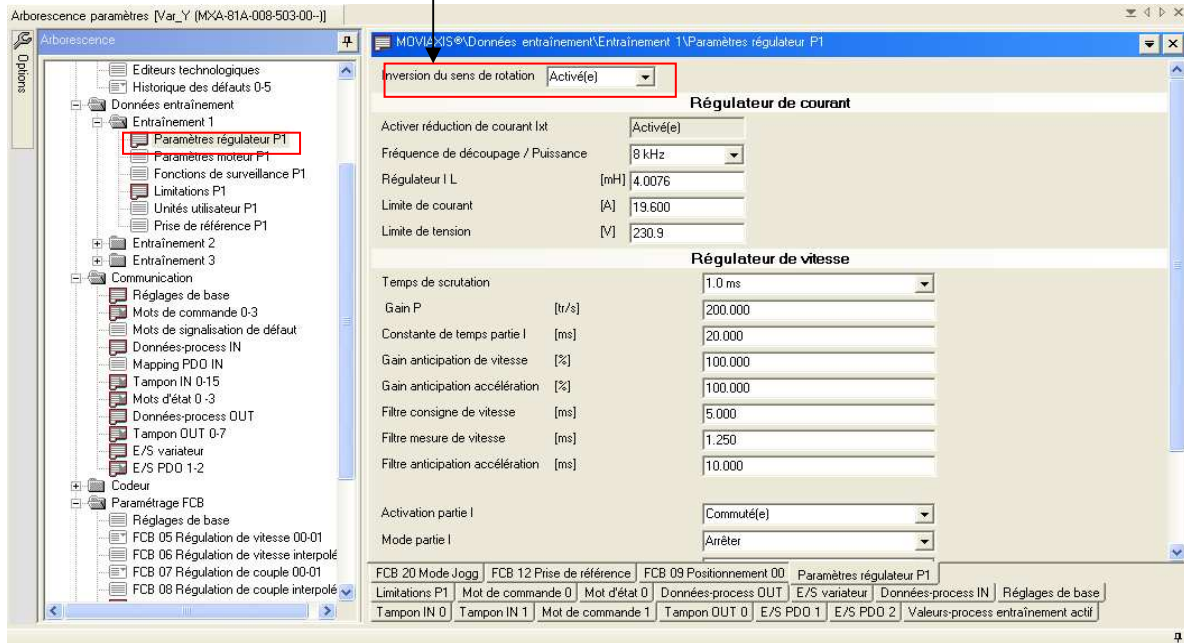 Arborescence paramètres [Var_Y (MXA-81A-008-503-00--)]
Options
Arborescence
Editeurs technologiques
Historique des défauts 0-5
Données entraînement
Entraînement 1
Paramètres régulateur P1
Paramètres moteur P1
Fonctions de surveillance P1
Limitations P1
Unités utilisateur P1
Prise de référence P1
Entraînement 2
Entraînement 3
Communication
Réglages de base
Mots de commande 0-3
Mots de signalisation de défaut
Données-process IN
Mapping PDO IN
Tampon IN 0-15
Mots d'état 0 -3
Données-process OUT
Tampon OUT 0-7
E/S variateur
E/S PDO 1-2
Codeur
Paramétrage FCB
Réglages de base
FCB 05 Régulation de vitesse 00-01
FCB 06 Régulation de vitesse interpolé
FCB 07 Régulation de couple 00-01
FCB 08 Régulation de couple interpolé
MOVIAXIS®\Données entraînement\Entraînement 1\Paramètres régulateur P1
Inversion du sens de rotation Activé(e)
Régulateur de courant
Activer réduction de courant Ixt Activé(e)
Fréquence de découpage / Puissance 8 kHz
Régulateur I L [mH] 4.0076
Limite de courant [A] 19.600
Limite de tension [V] 230.9
Régulateur de vitesse
Temps de scrutation 1.0 ms
Gain P [tr/s] 200.000
Constante de temps partie I [ms] 20.000
Gain anticipation de vitesse [%] 100.000
Gain anticipation accélération [%] 100.000
Filtre consigne de vitesse [ms] 5.000
Filtre mesure de vitesse [ms] 1.250
Filtre anticipation accélération [ms] 10.000
Activation partie I Commuté(e)
Mode partie I Arrêter
FCB 20 Mode Jogg FCB 12 Prise de référence FCB 09 Positionnement 00 Paramètres régulateur P1
Limitations P1 Mot de commande 0 Mot d'état 0 Données-process OUT E/S variateur Données-process IN Réglages de base
Tampon IN 0 Tampon IN 1 Mot de commande 1 Tampon OUT 0 E/S PDO 1 E/S PDO 2 Valeurs-process entraînement actif